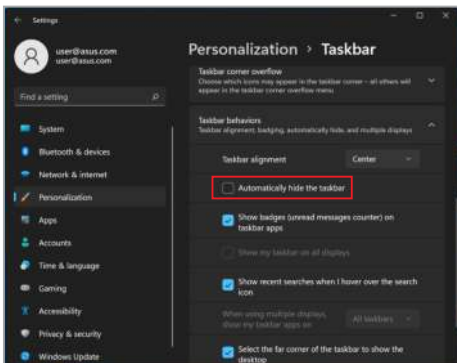 Settings
user@asus.com
user@asus.com
Find a setting
System
Bluetooth & devices
Network & internet
Personalization
Apps
Accounts
Time & language
Gaming
Accessibility
Privacy & security
Windows Update
Personalization > Taskbar
Taskbar corner overflow
Choose which icons may appear in the taskbar corner – all others will
appear in the taskbar corner overflow menu
Taskbar behaviors
Taskbar alignment, badging, automatically hide, and multiple displays
Taskbar alignment
Center
Automatically hide the taskbar
Show badges (unread messages counter) on
taskbar apps
Show my taskbar on all displays
Show recent searches when I hover over the search
icon
When using multiple displays,
show my taskbar apps on
All taskbars
Select the far corner of the taskbar to show the
desktop